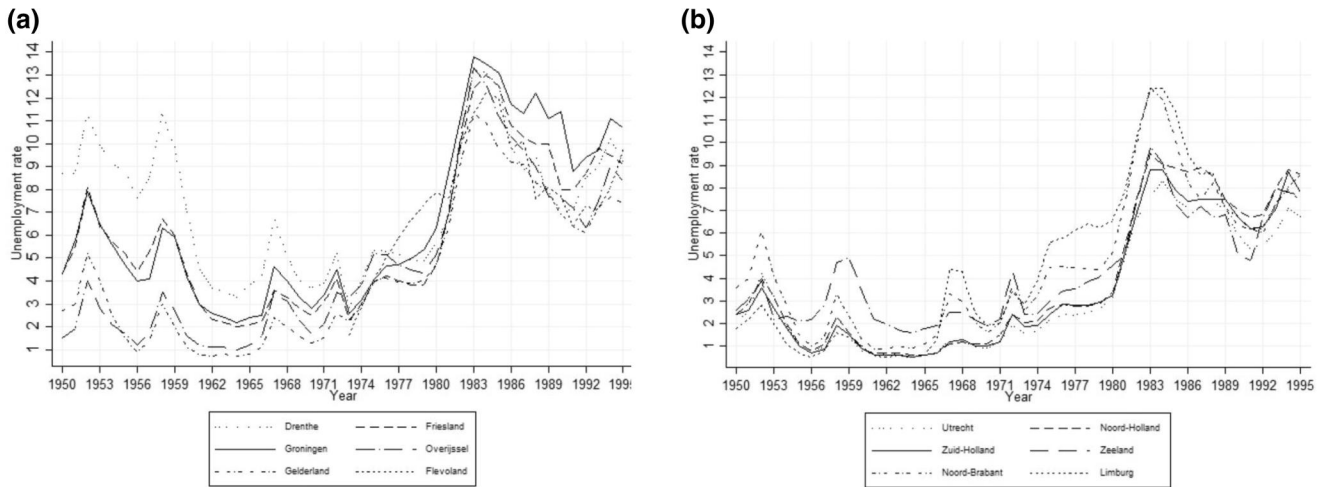 (a)
(b)
Unemployment rate
14
13
12
11
10
9
8
7
6
5
4
3
2
1
1950 1953 1956 1959 1962 1965 1968 1971 1974 1977 1980 1983 1986 1989 1992 199
Year
Drenthe Friesland
Groningen Overijssel
Gelderland Flevoland
Unemployment rate
14
13
12
11
10
9
8
7
6
5
4
3
2
1
1950 1953 1956 1959 1962 1965 1968 1971 1974 1977 1980 1983 1986 1989 1992 1995
Year
Utrecht Noord-Holland
Zuid-Holland Zeeland
Noord-Brabant Limburg